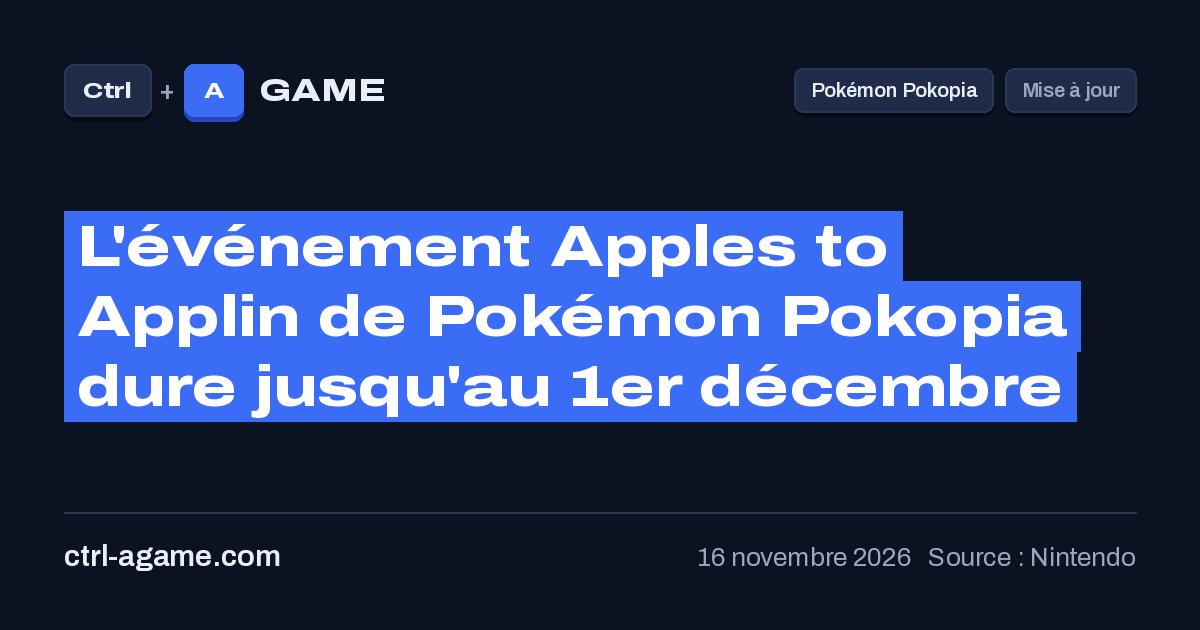 Ctrl + A GAME
Pokémon Pokopia
Mise à jour
L'événement Apples to
Applin de Pokémon Pokopia
dure jusqu'au 1er décembre
ctrl-agame.com
16 novembre 2026 Source : Nintendo